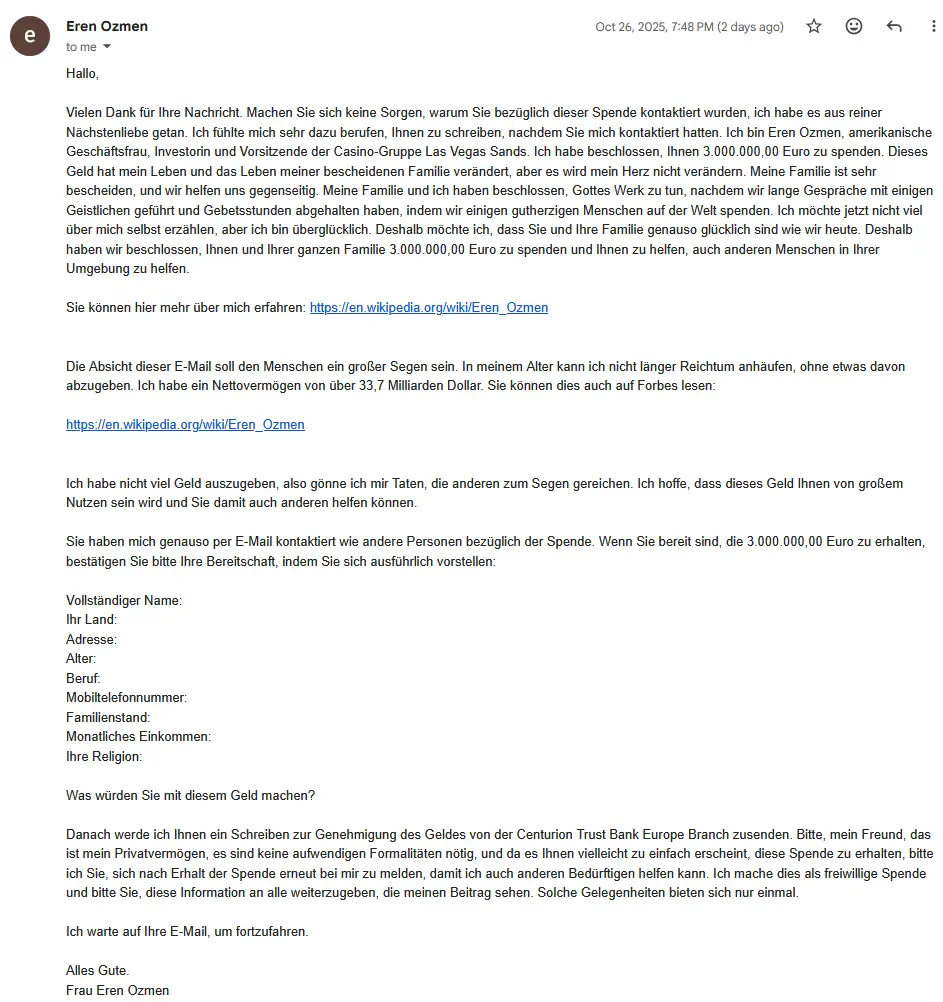 e
Eren Ozmen
Oct 26, 2025, 7:48 PM (2 days ago)
to me
Hallo,
Vielen Dank für Ihre Nachricht. Machen Sie sich keine Sorgen, warum Sie bezüglich dieser Spende kontaktiert wurden, ich habe es aus reiner
Nächstenliebe getan. Ich fühlte mich sehr dazu berufen, Ihnen zu schreiben, nachdem Sie mich kontaktiert hatten. Ich bin Eren Ozmen, amerikanische
Geschäftsfrau, Investorin und Vorsitzende der Casino-Gruppe Las Vegas Sands. Ich habe beschlossen, Ihnen 3.000.000,00 Euro zu spenden. Dieses
Geld hat mein Leben und das Leben meiner bescheidenen Familie verändert, aber es wird mein Herz nicht verändern. Meine Familie ist sehr
bescheiden, und wir helfen uns gegenseitig. Meine Familie und ich haben beschlossen, Gottes Werk zu tun, nachdem wir lange Gespräche mit einigen
Geistlichen geführt und Gebetsstunden abgehalten haben, indem wir einigen gutherzigen Menschen auf der Welt spenden. Ich möchte jetzt nicht viel
über mich selbst erzählen, aber ich bin überglücklich. Deshalb möchte ich, dass Sie und Ihre Familie genauso glücklich sind wie wir heute. Deshalb
haben wir beschlossen, Ihnen und Ihrer ganzen Familie 3.000.000,00 Euro zu spenden und Ihnen zu helfen, auch anderen Menschen in Ihrer
Umgebung zu helfen.
Sie können hier mehr über mich erfahren: https://en.wikipedia.org/wiki/Eren_Ozmen
Die Absicht dieser E-Mail soll den Menschen ein großer Segen sein. In meinem Alter kann ich nicht länger Reichtum anhäufen, ohne etwas davon
abzugeben. Ich habe ein Nettovermögen von über 33,7 Milliarden Dollar. Sie können dies auch auf Forbes lesen:
https://en.wikipedia.org/wiki/Eren_Ozmen
Ich habe nicht viel Geld auszugeben, also gönne ich mir Taten, die anderen zum Segen gereichen. Ich hoffe, dass dieses Geld Ihnen von großem
Nutzen sein wird und Sie damit auch anderen helfen können.
Sie haben mich genauso per E-Mail kontaktiert wie andere Personen bezüglich der Spende. Wenn Sie bereit sind, die 3.000.000,00 Euro zu erhalten,
bestätigen Sie bitte Ihre Bereitschaft, indem Sie sich ausführlich vorstellen:
Vollständiger Name:
Ihr Land:
Adresse:
Alter:
Beruf:
Mobiltelefonnummer:
Familienstand:
Monatliches Einkommen:
Ihre Religion:
Was würden Sie mit diesem Geld machen?
Danach werde ich Ihnen ein Schreiben zur Genehmigung des Geldes von der Centurion Trust Bank Europe Branch zusenden. Bitte, mein Freund, das
ist mein Privatvermögen, es sind keine aufwendigen Formalitäten nötig, und da es Ihnen vielleicht zu einfach erscheint, diese Spende zu erhalten, bitte
ich Sie, sich nach Erhalt der Spende erneut bei mir zu melden, damit ich auch anderen Bedürftigen helfen kann. Ich mache dies als freiwillige Spende
und bitte Sie, diese Information an alle weiterzugeben, die meinen Beitrag sehen. Solche Gelegenheiten bieten sich nur einmal.
Ich warte auf Ihre E-Mail, um fortzufahren.
Alles Gute.
Frau Eren Ozmen